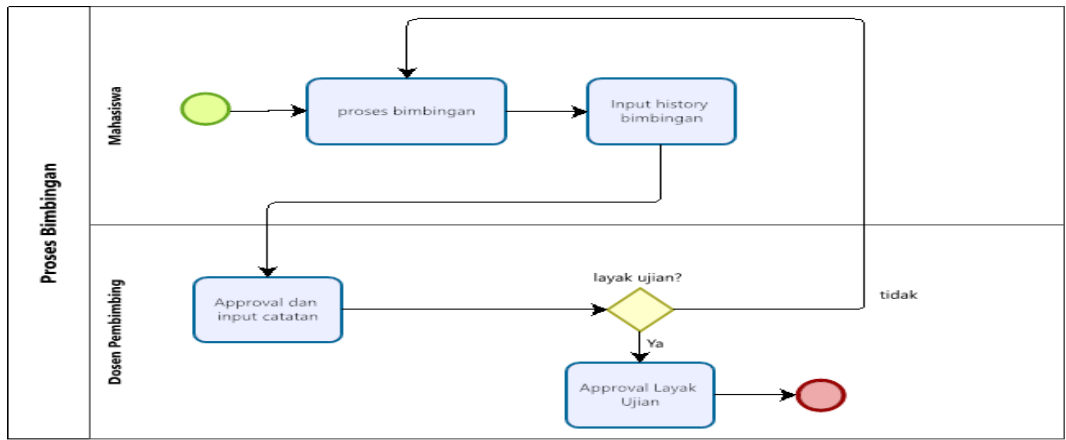 Proses Bimbingan
Mahasiswa
proses bimbingan
Input history
bimbingan
Dosen Pembimbing
Approval dan
input catatan
layak ujian?
tidak
Ya
Approval Layak
Ujian